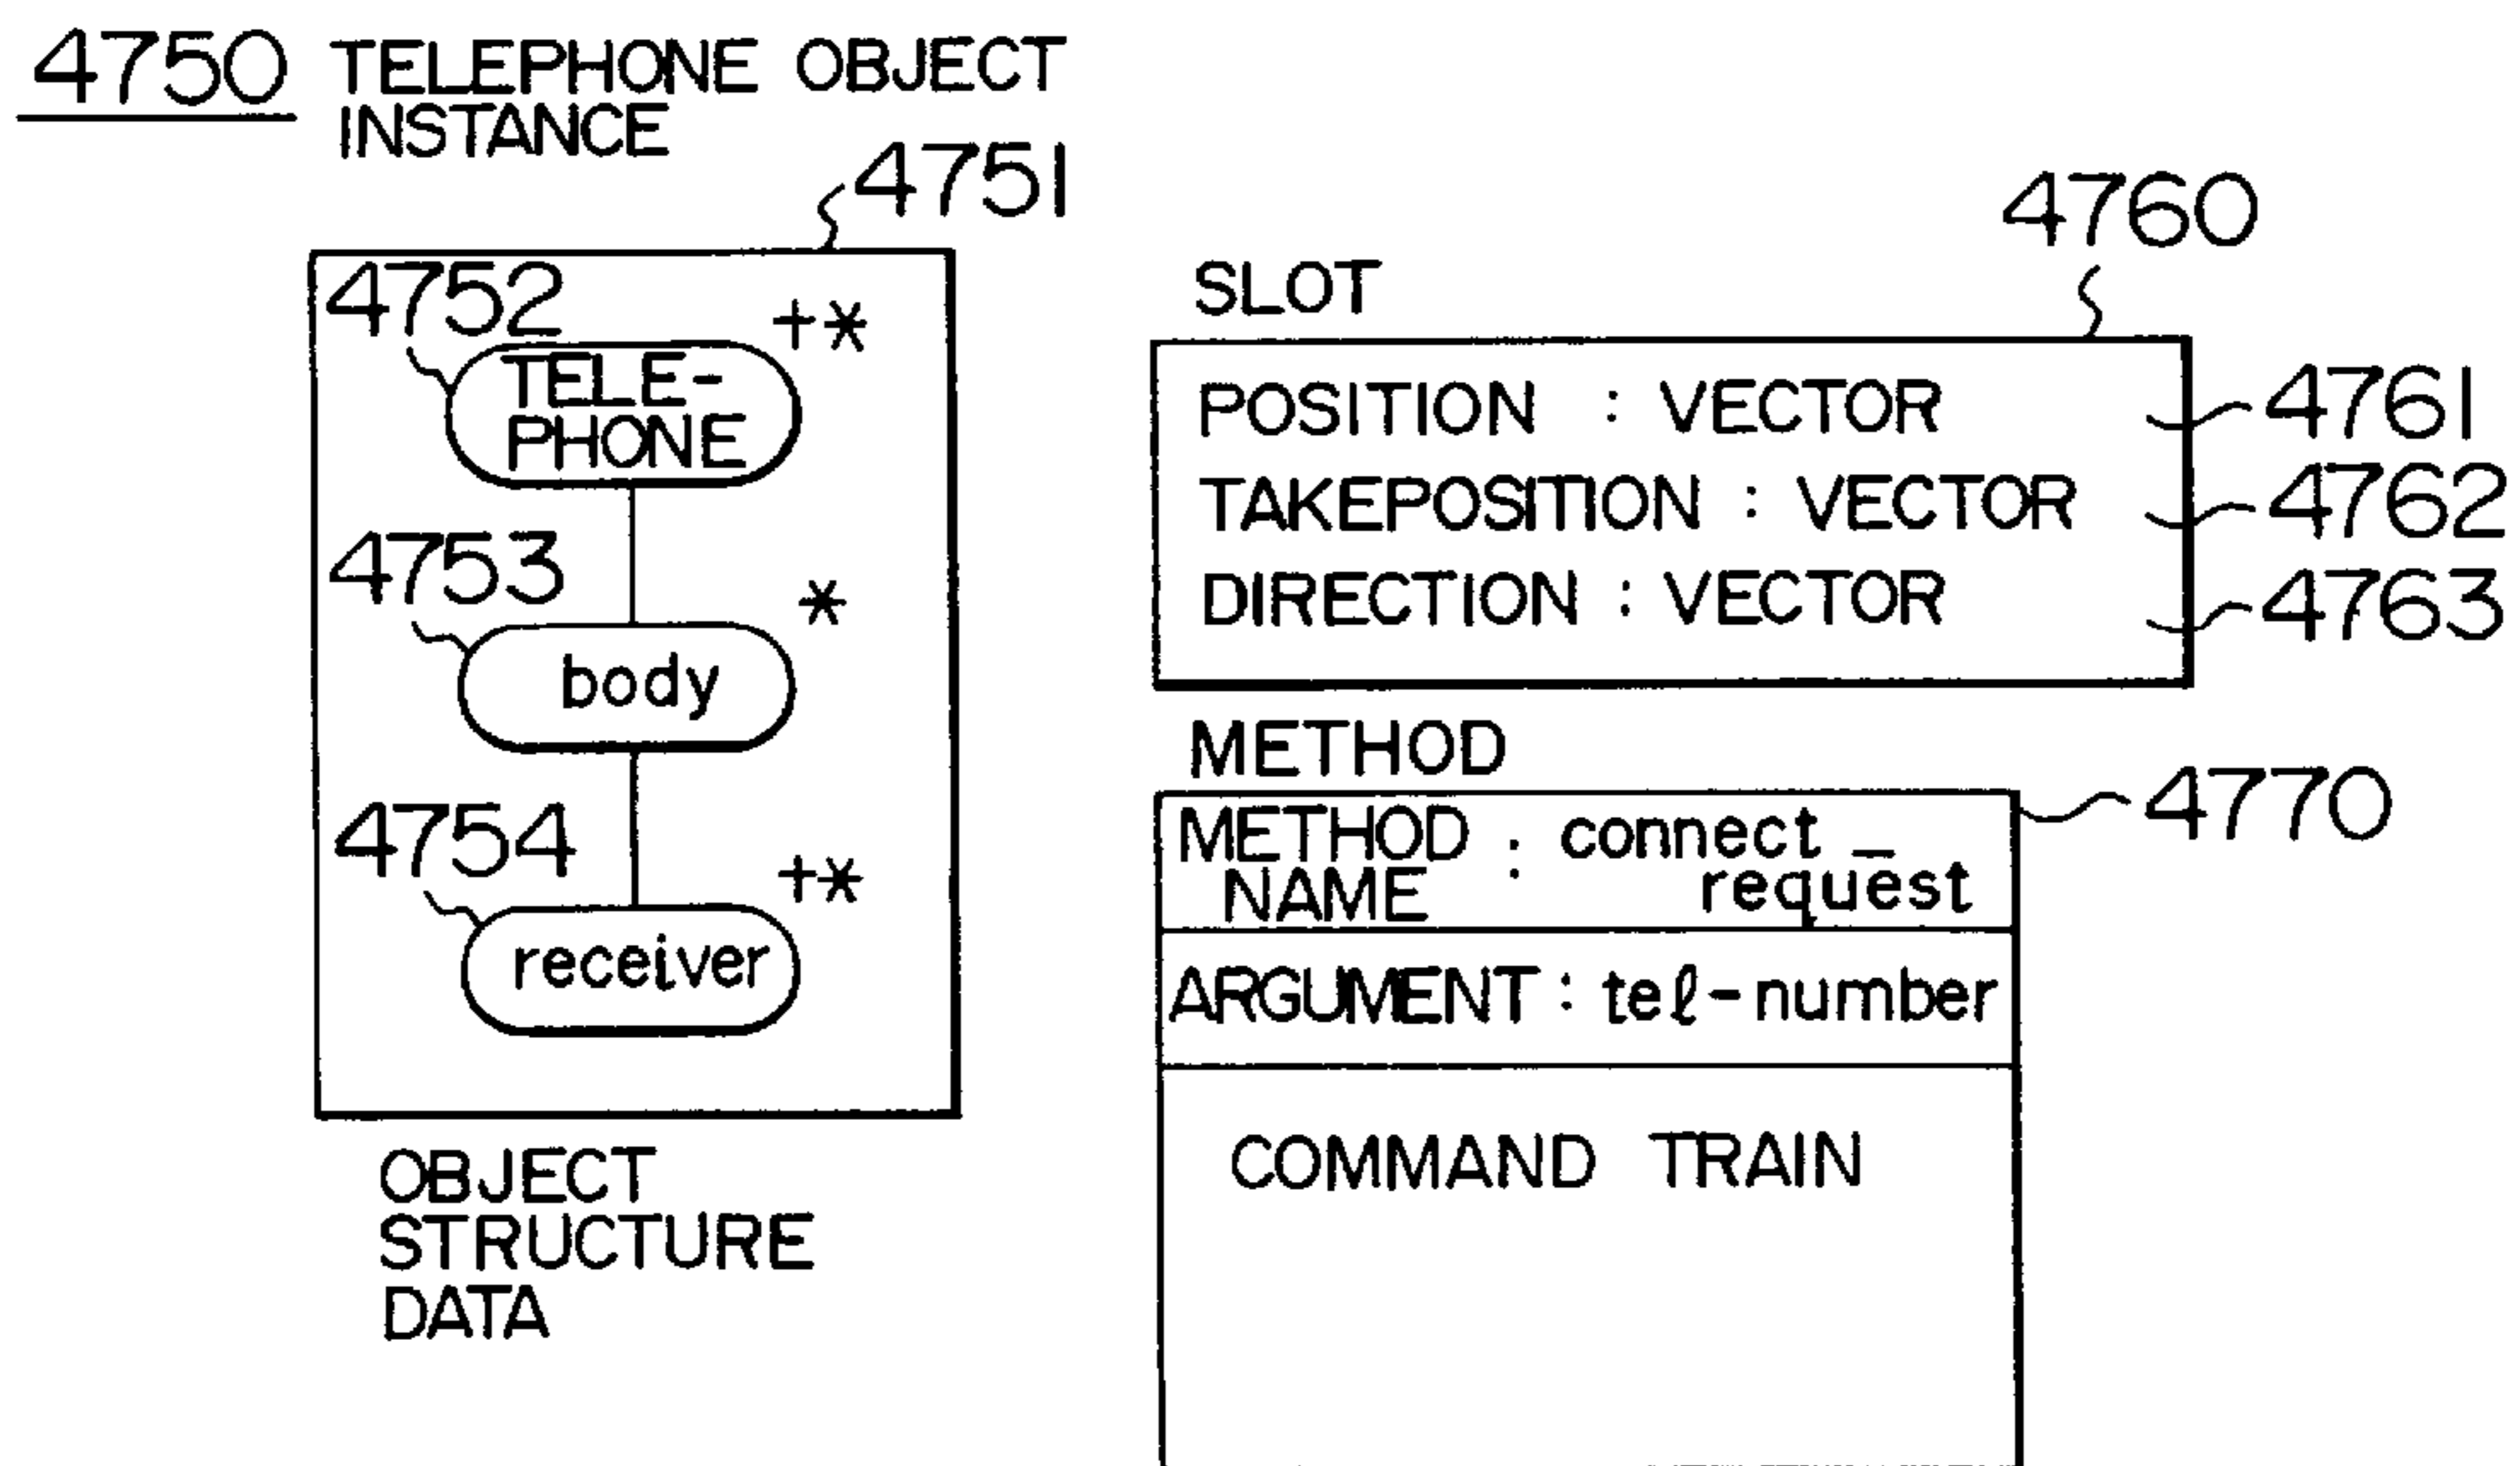 4750 TELEPHONE OBJECT
INSTANCE
4751
4752
+*
TELE-
PHONE
4753
*
body
4754
+*
receiver
OBJECT
STRUCTURE
DATA
4760
SLOT
POSITION : VECTOR
4761
TAKEPOSITION : VECTOR
4762
DIRECTION : VECTOR
4763
METHOD
4770
METHOD : connect _
NAME request
ARGUMENT : tel-number
COMMAND TRAIN